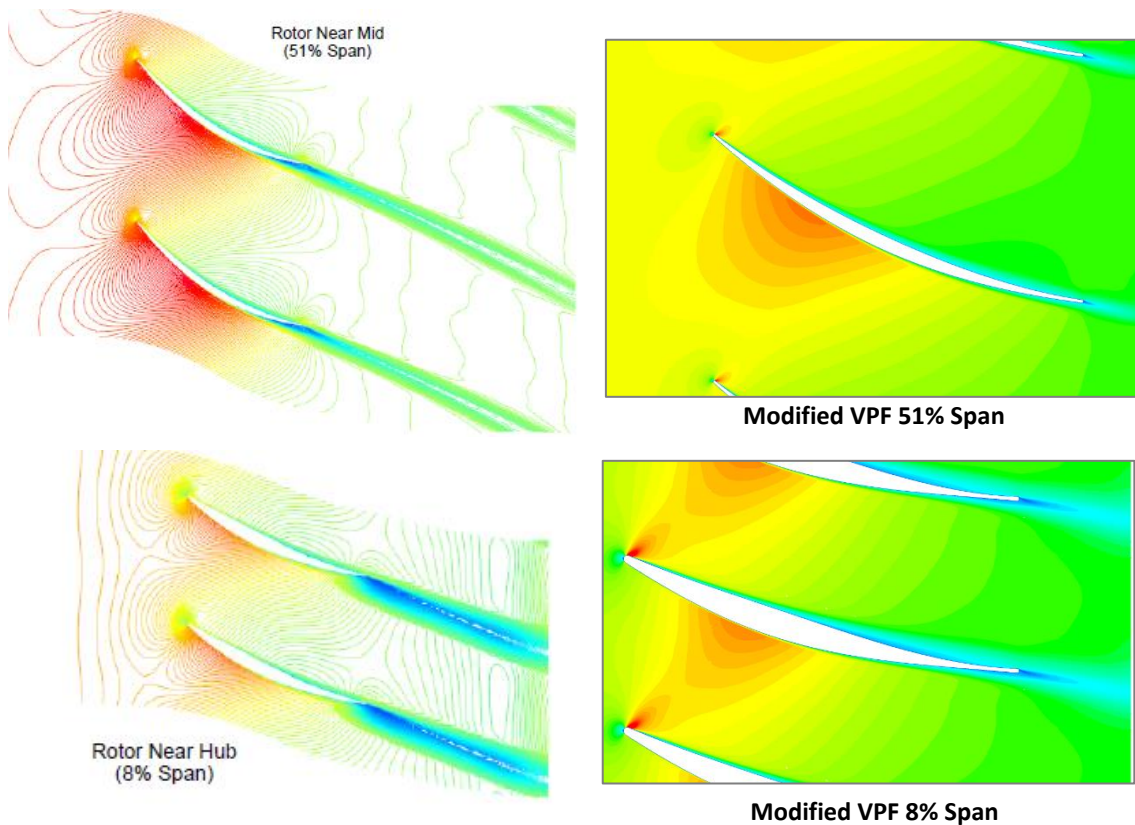 Rotor Near Mid
(51% Span)
Modified VPF 51% Span
Rotor Near Hub
(8% Span)
Modified VPF 8% Span